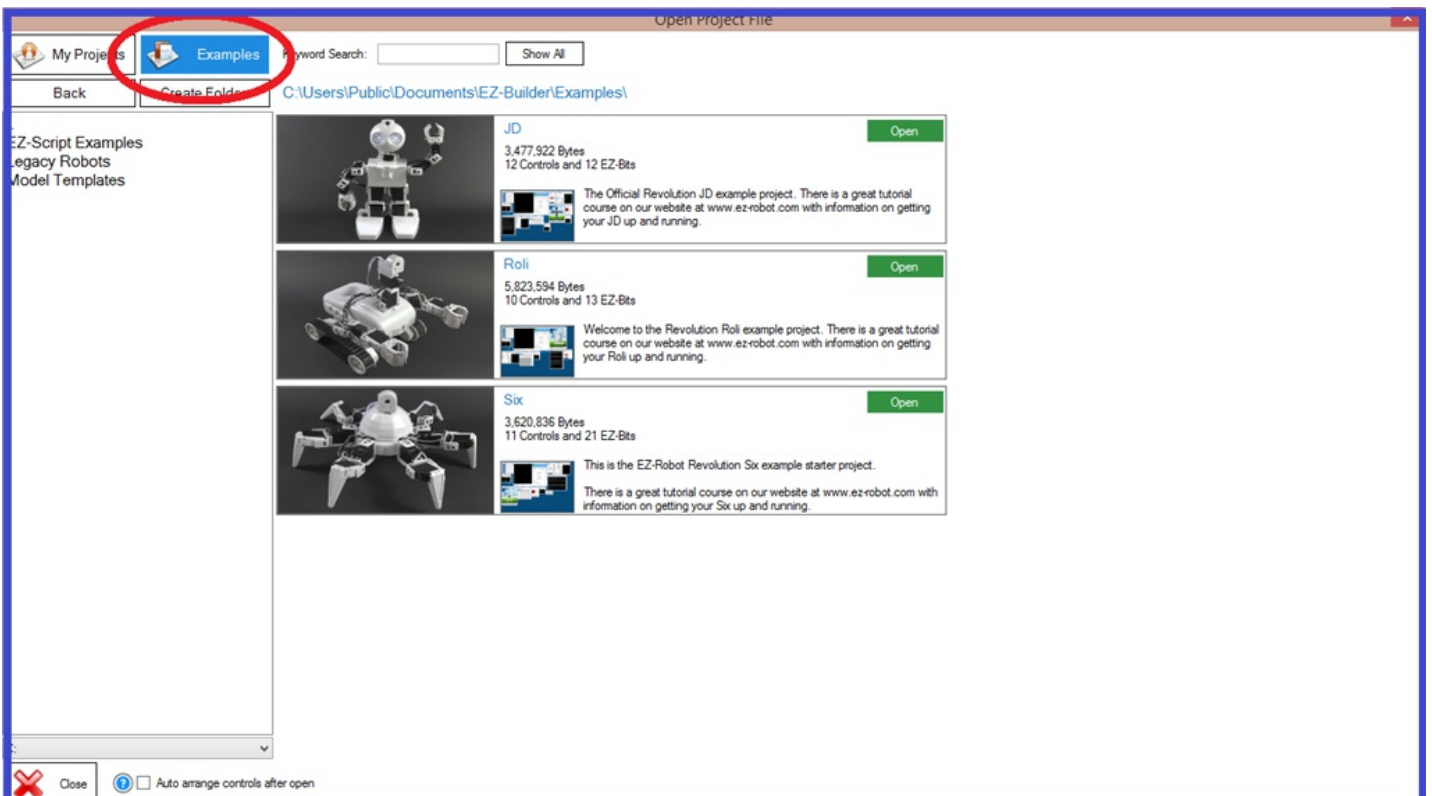 Open Project File
My Projects
Examples
Keyword Search:
Show All
Back
Create Folder
C:\Users\Public\Documents\EZ-Builder\Examples\
EZ-Script Examples
Legacy Robots
Model Templates
JD
Open
3,477,922 Bytes
12 Controls and 12 EZ-Bits
The Official Revolution JD example project. There is a great tutorial
course on our website at www.ez-robot.com with information on getting
your JD up and running.
Roli
Open
5,823,594 Bytes
10 Controls and 13 EZ-Bits
Welcome to the Revolution Roli example project. There is a great tutorial
course on our website at www.ez-robot.com with information on getting
your Roli up and running.
Six
Open
3,620,836 Bytes
11 Controls and 21 EZ-Bits
This is the EZ-Robot Revolution Six example starter project.
There is a great tutorial course on our website at www.ez-robot.com with
information on getting your Six up and running.
Close
Auto arrange controls after open